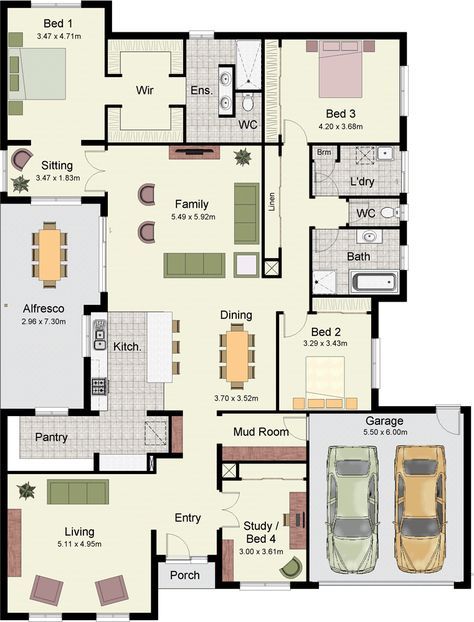 Bed 1
3.47 x 4.71m
Wir
Ens.
WC
Bed 3
4.20 x 3.68m
Sitting
3.47 x 1.83m
Family
5.49 x 5.92m
Linen
Brm
L'dry
WC
Bath
Alfresco
2.96 x 7.30m
Kitch.
Dining
3.70 x 3.52m
Bed 2
3.29 x 3.43m
Pantry
Mud Room
Garage
5.50 x 6.00m
Living
5.11 x 4.95m
Entry
Study /
Bed 4
3.00 x 3.61m
Porch